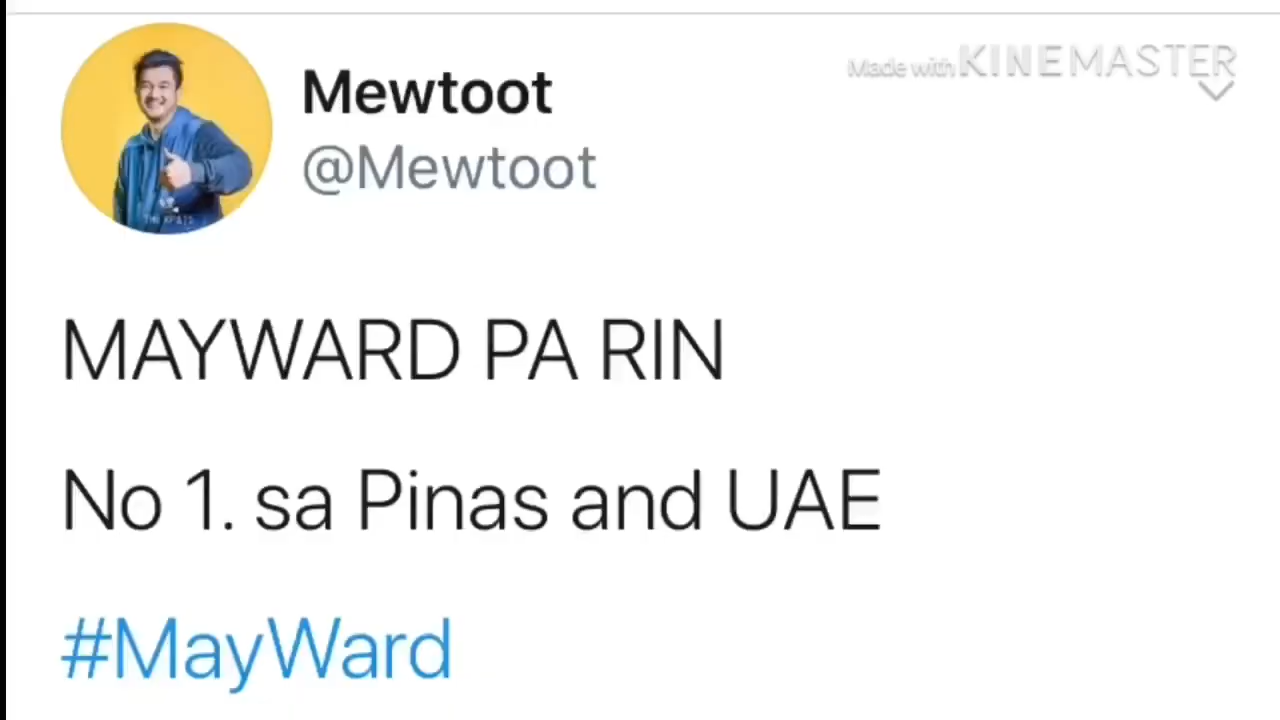 Made with KINEMASTER
Mewtoot
@Mewtoot
MAYWARD PA RIN
No 1. sa Pinas and UAE
#MayWard